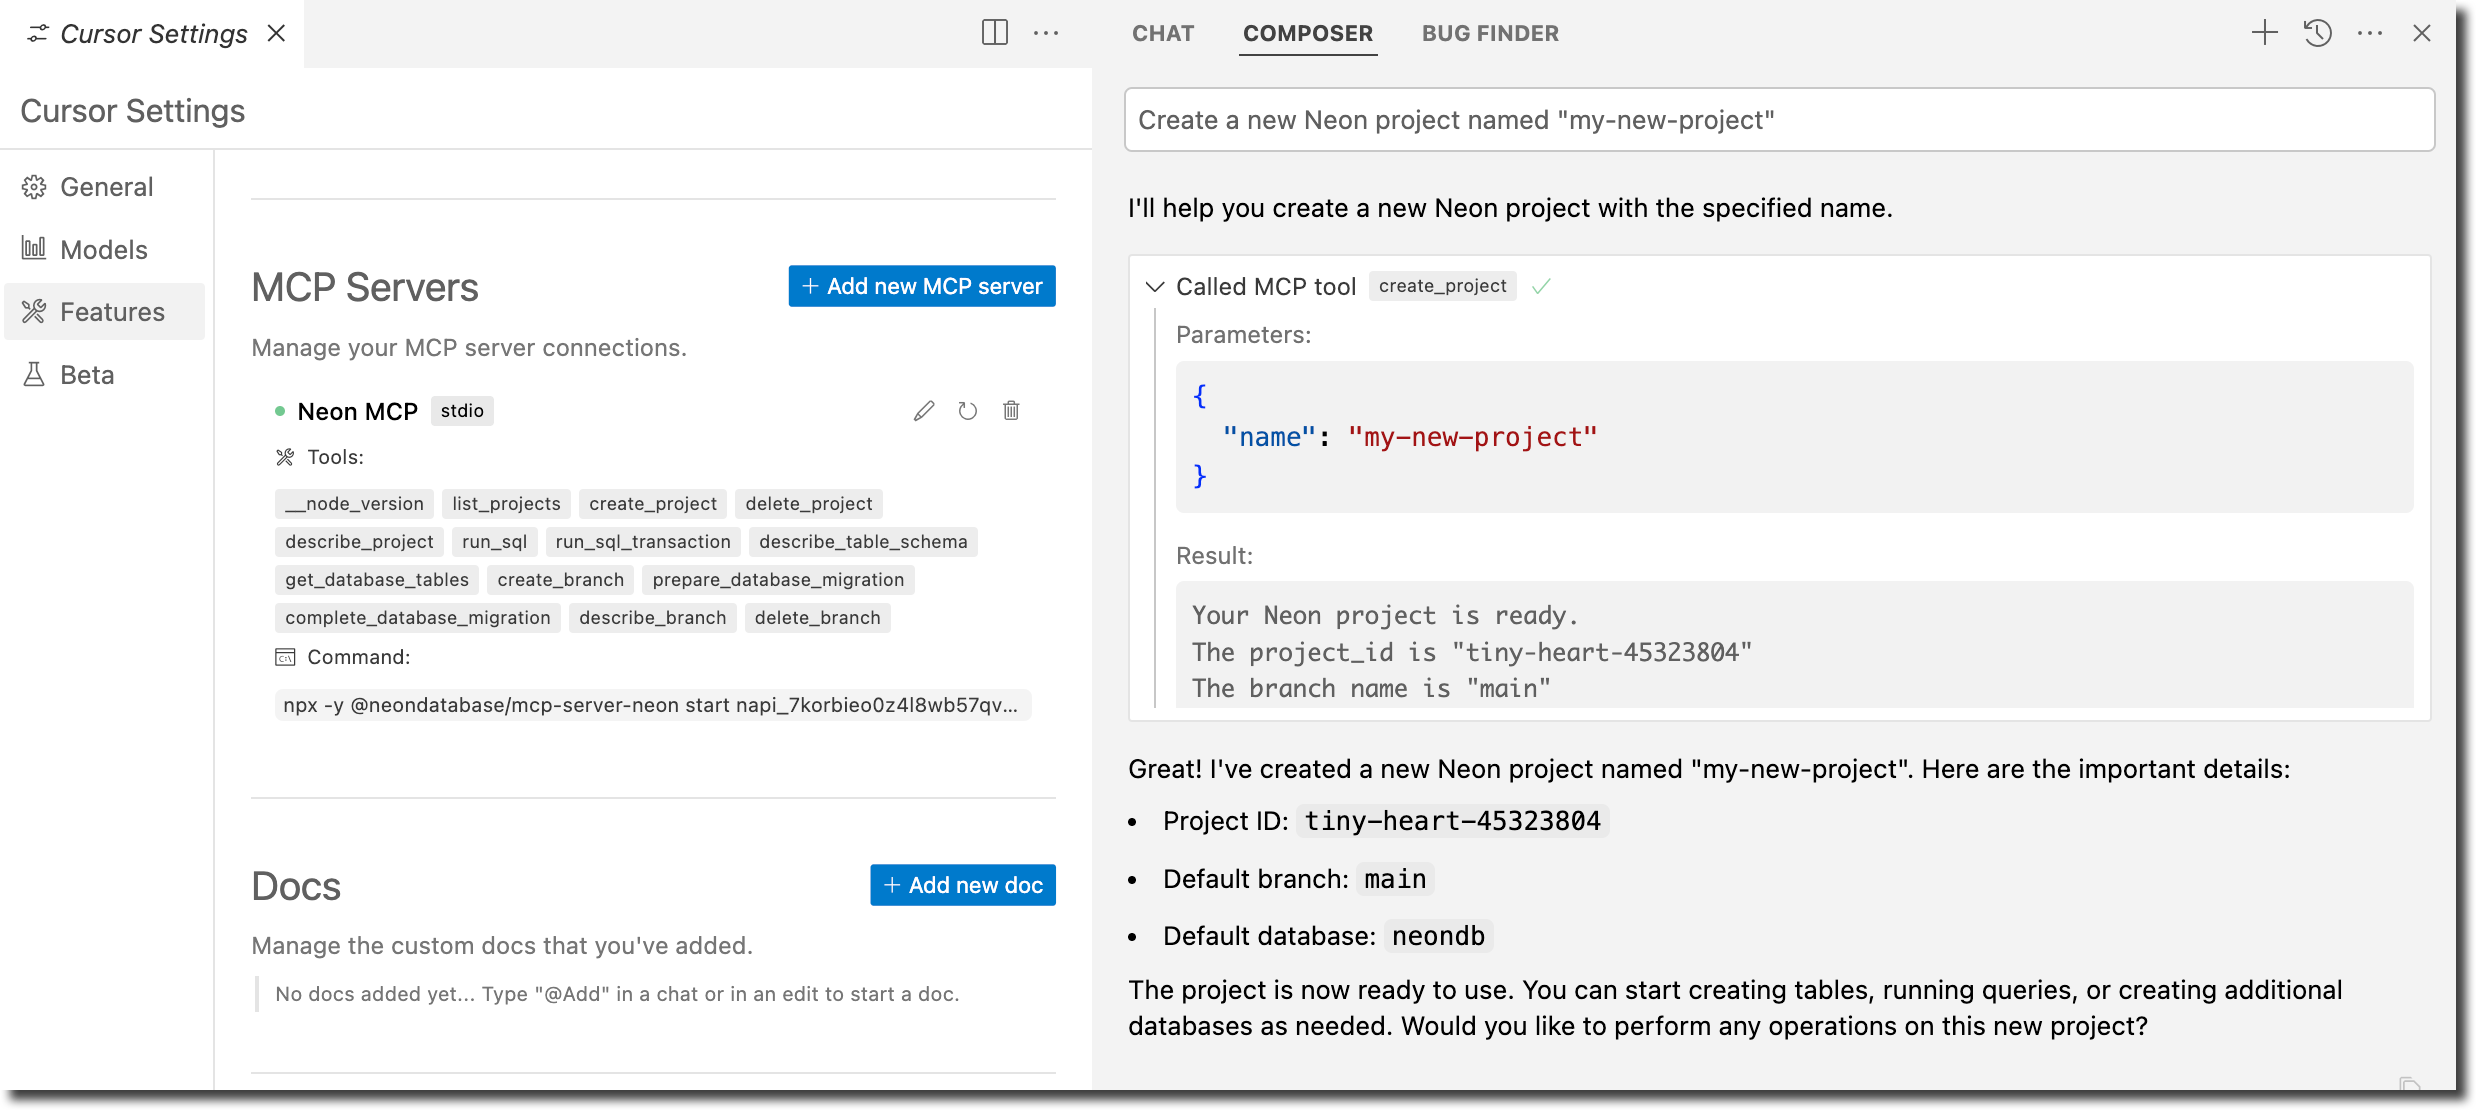 Cursor Settings
Cursor Settings
General
Models
Features
Beta
MCP Servers
+ Add new MCP server
Manage your MCP server connections.
Neon MCP stdio
Tools:
__node_version list_projects create_project delete_project
describe_project run_sql run_sql_transaction describe_table_schema
get_database_tables create_branch prepare_database_migration
complete_database_migration describe_branch delete_branch
Command:
npx -y @neondatabase/mcp-server-neon start napi_7korbieo0z4l8wb57qv...
Docs
+ Add new doc
Manage the custom docs that you've added.
No docs added yet... Type "@Add" in a chat or in an edit to start a doc.
CHAT COMPOSER BUG FINDER
Create a new Neon project named "my-new-project"
I'll help you create a new Neon project with the specified name.
Called MCP tool create_project
Parameters:
{
"name": "my-new-project"
}
Result:
Your Neon project is ready.
The project_id is "tiny-heart-45323804"
The branch name is "main"
Great! I've created a new Neon project named "my-new-project". Here are the important details:
• Project ID: tiny-heart-45323804
• Default branch: main
• Default database: neondb
The project is now ready to use. You can start creating tables, running queries, or creating additional
databases as needed. Would you like to perform any operations on this new project?